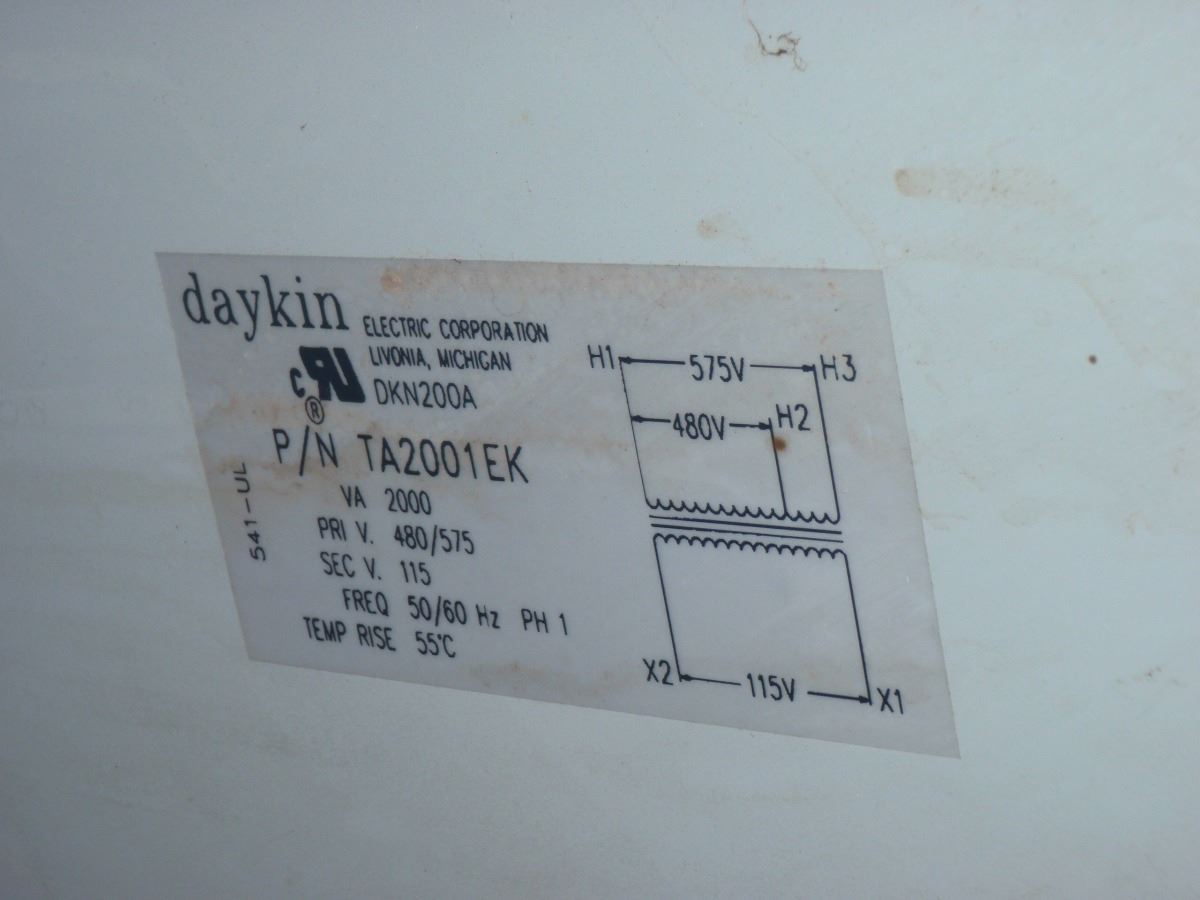 daykin
ELECTRIC CORPORATION
LIVONIA, MICHIGAN
DKN200A
c RU ®
P/N TA2001EK
VA 2000
PRI V. 480/575
SEC V. 115
FREQ 50/60 Hz PH 1
TEMP RISE 55°C
541-UL
H1 575V H3
480V H2
X2 115V X1